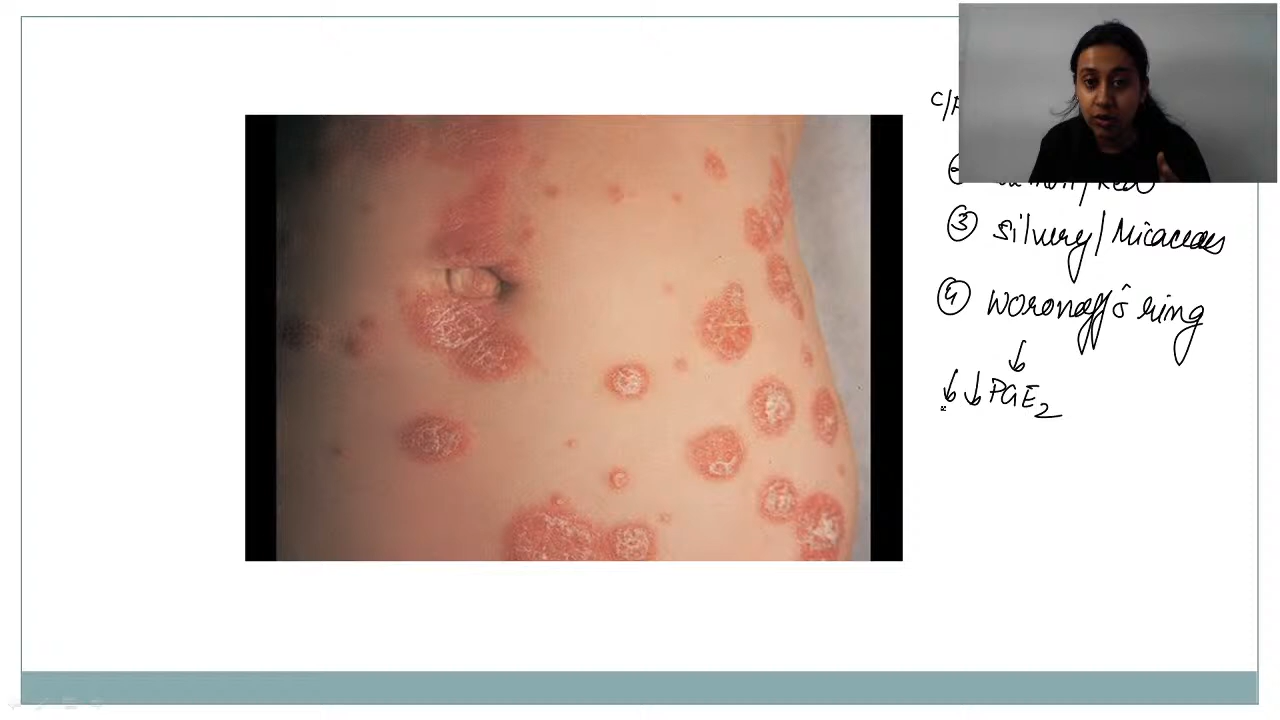 C/
③ silvery/Micaceous
④ Woronoff's ring
↓
↓↓PGE2